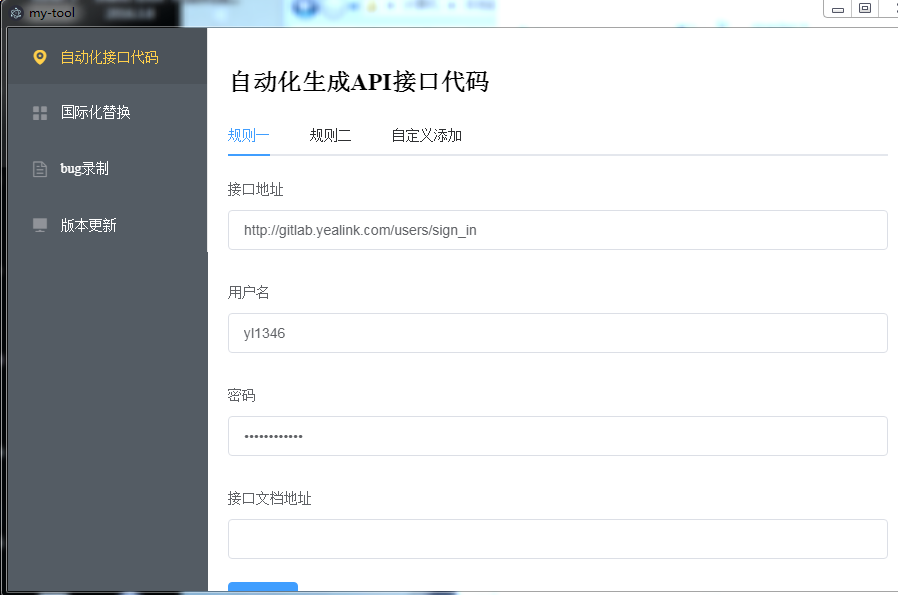 my-tool
自动化接口代码
国际化替换
bug录制
版本更新
自动化生成API接口代码
规则一 规则二 自定义添加
接口地址
http://gitlab.yealink.com/users/sign_in
用户名
yl1346
密码
••••••••••••
接口文档地址